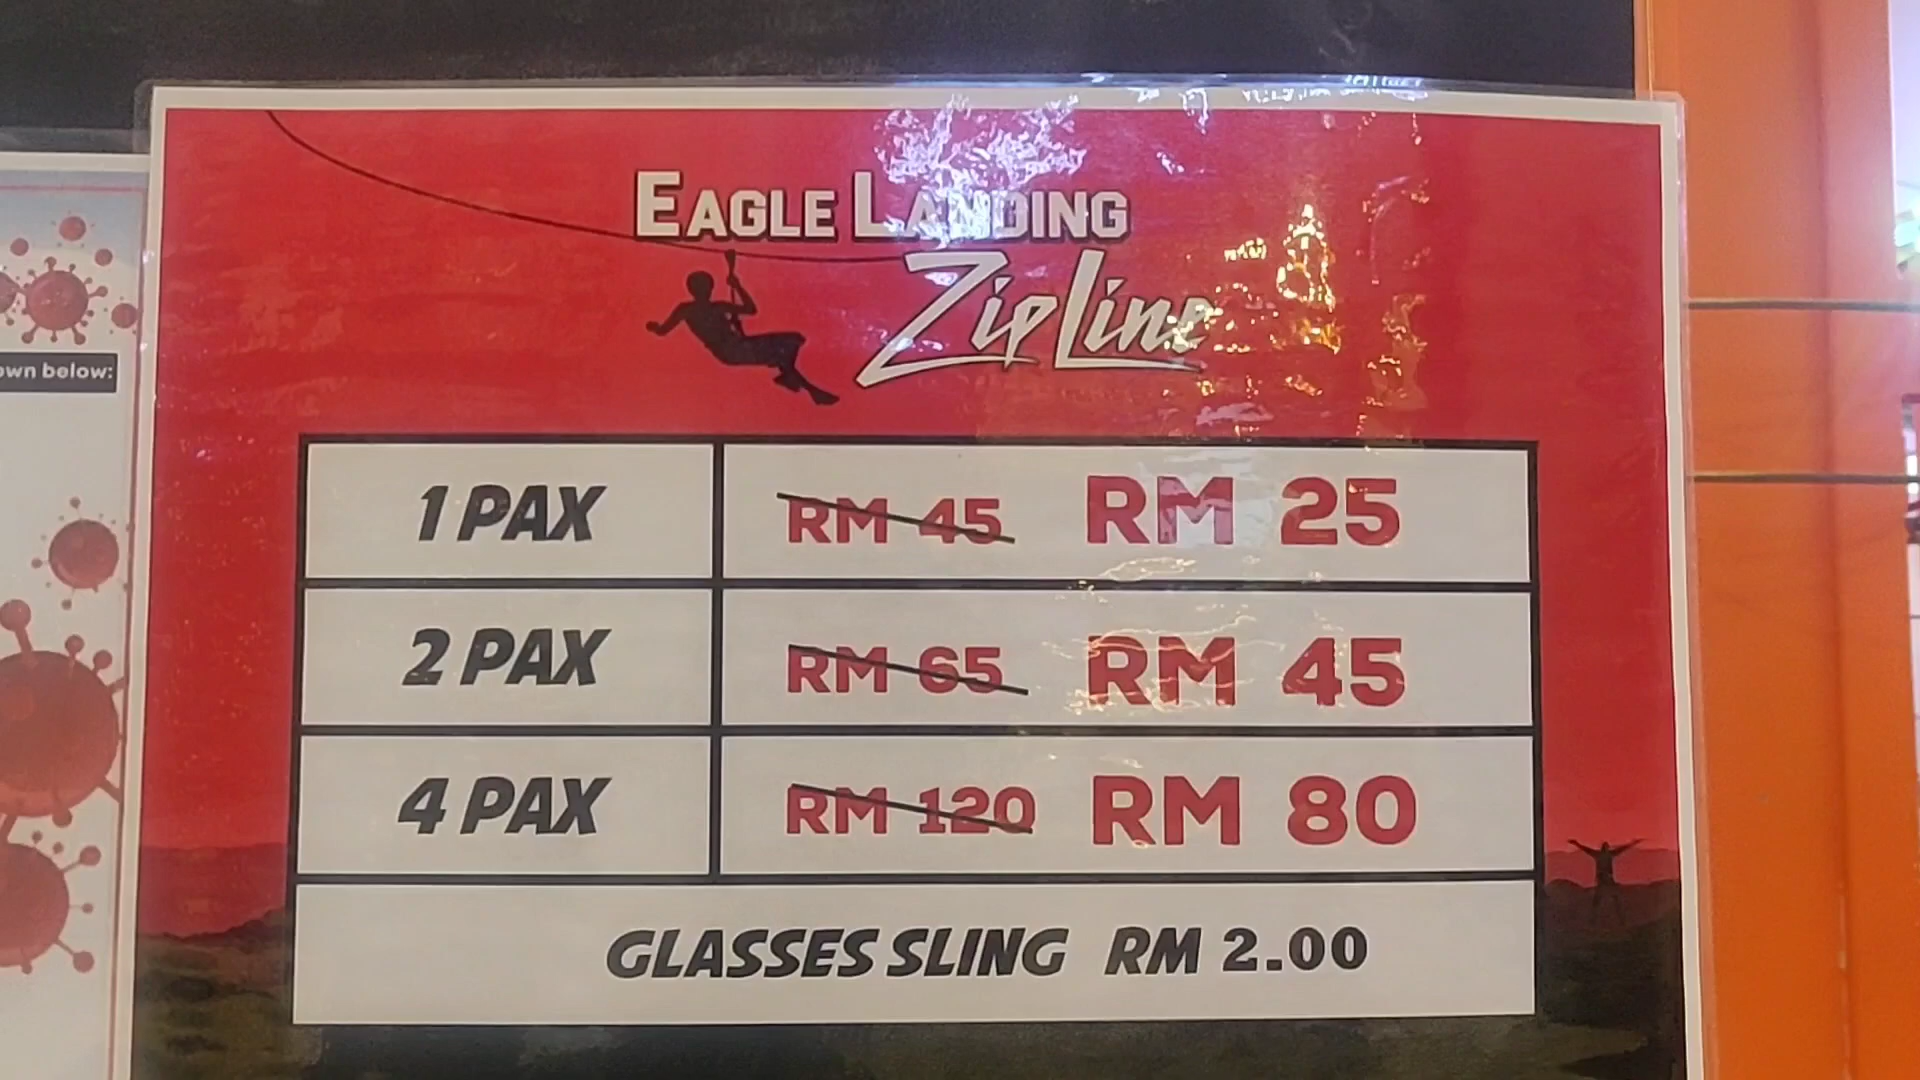 EAGLE LANDING
ZipLine
own below:
1 PAX RM 45 RM 25
2 PAX RM 65 RM 45
4 PAX RM 120 RM 80
GLASSES SLING RM 2.00